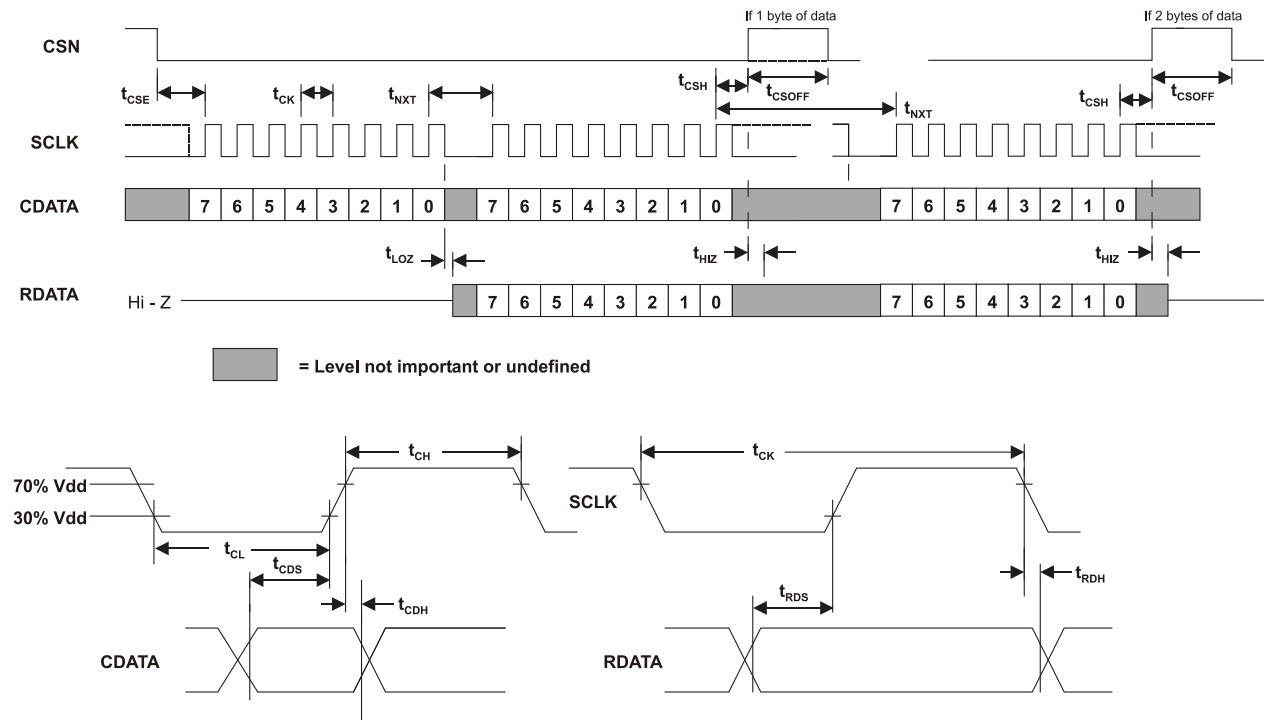 If 1 byte of data
If 2 bytes of data
CSN
tCSE
tCK
tNXT
tCSH
tCSOFF
tNXT
tCSH
tCSOFF
SCLK
CDATA
7 6 5 4 3 2 1 0
7 6 5 4 3 2 1 0
7 6 5 4 3 2 1 0
tLOZ
tHIZ
tHIZ
RDATA
Hi - Z
7 6 5 4 3 2 1 0
7 6 5 4 3 2 1 0
= Level not important or undefined
tCH
tCK
70% Vdd
30% Vdd
SCLK
tCL
tCDS
tCDH
tRDS
tRDH
CDATA
RDATA